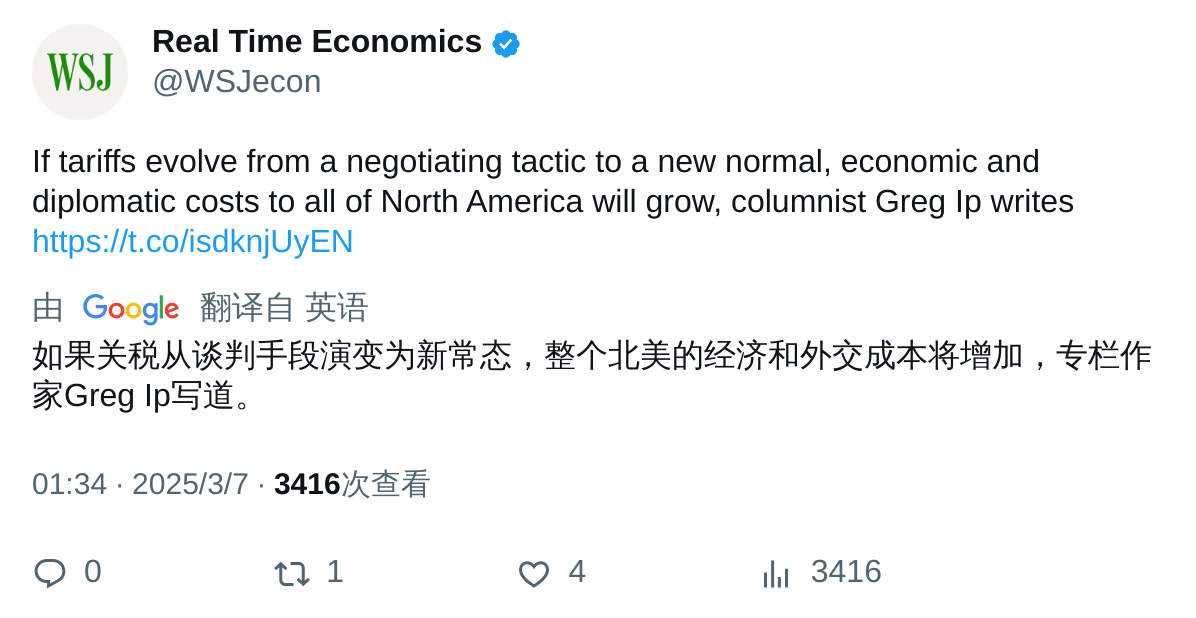 WSJ
Real Time Economics
@WSJecon
If tariffs evolve from a negotiating tactic to a new normal, economic and
diplomatic costs to all of North America will grow, columnist Greg Ip writes
https://t.co/isdknjUyEN
由 Google 翻译自 英语
如果关税从谈判手段演变为新常态，整个北美的经济和外交成本将增加，专栏作
家Greg Ip写道。
01:34 · 2025/3/7 · 3416次查看
0 1 4 3416